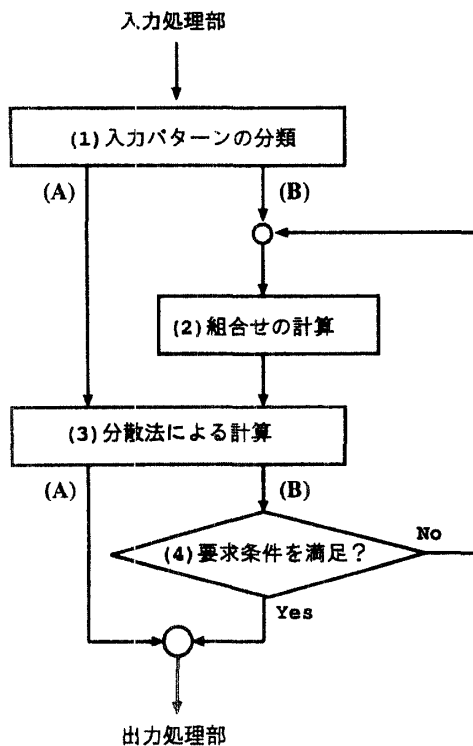 入力処理部
(1)入力パターンの分類
(A) (B)
(2)組合せの計算
(3)分散法による計算
(A) (B)
(4)要求条件を満足？
No
Yes
出力処理部